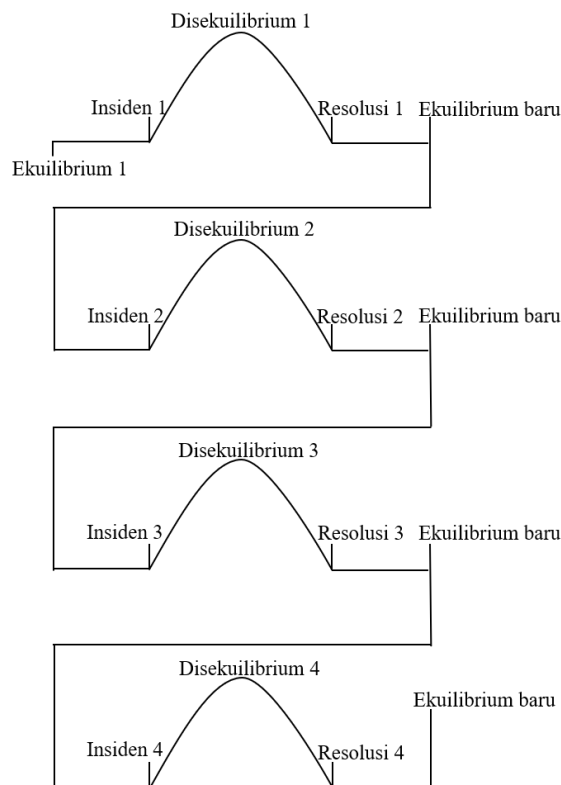 Disekuilibrium 1
Insiden 1
Resolusi 1
Ekuilibrium baru
Ekuilibrium 1
Disekuilibrium 2
Insiden 2
Resolusi 2
Ekuilibrium baru
Disekuilibrium 3
Insiden 3
Resolusi 3
Ekuilibrium baru
Disekuilibrium 4
Ekuilibrium baru
Insiden 4
Resolusi 4